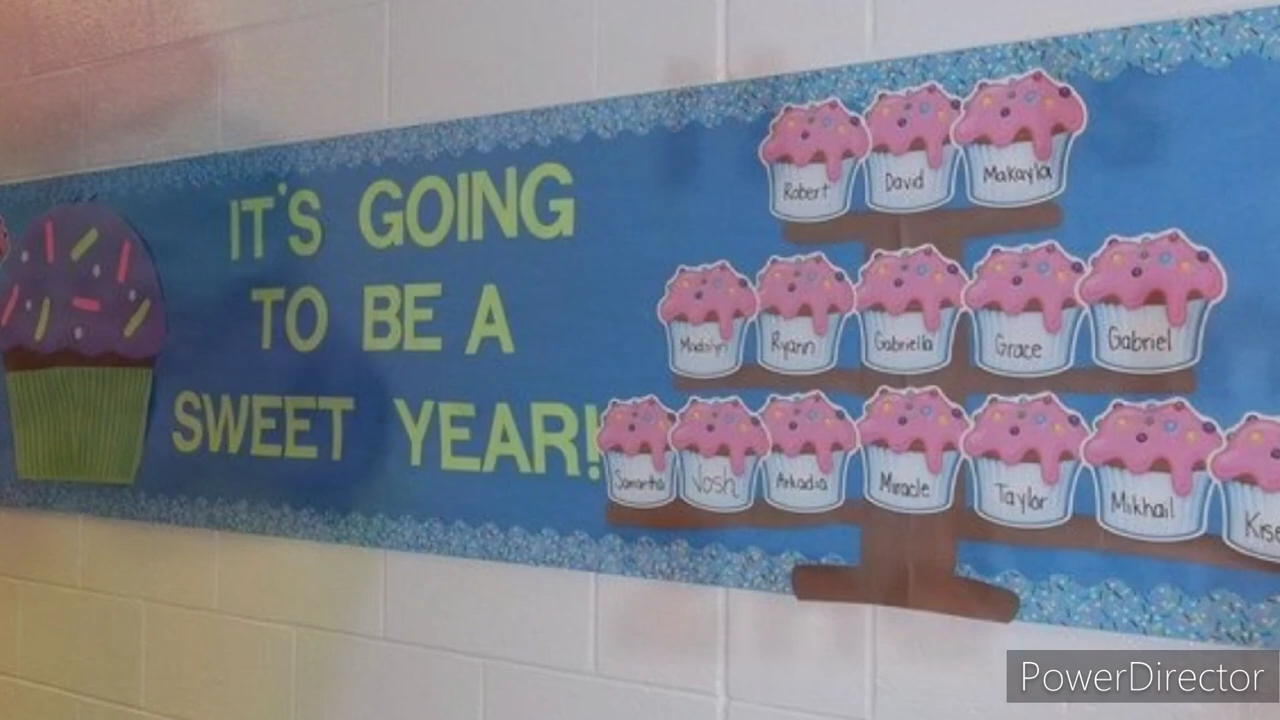 IT'S GOING
TO BE A
SWEET YEAR!
Robert David Makayla
Madalyn Ryann Gabriella Grace Gabriel
Samantha Josh Arkadia Miracle Taylor Mikhail
PowerDirector